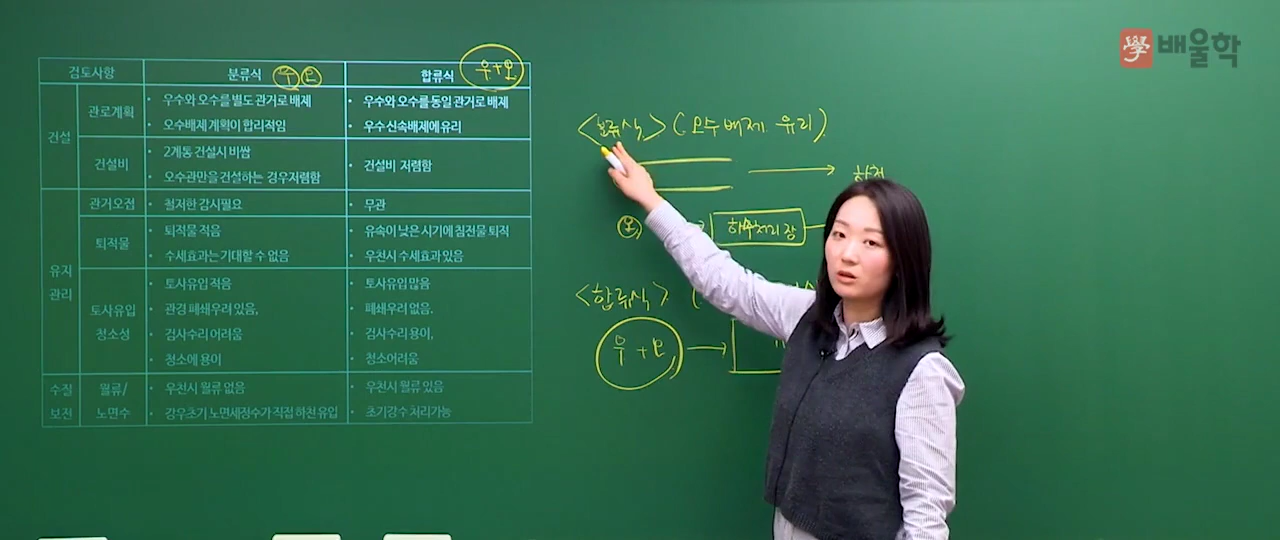 學 배울학
검토사항 분류식 우 오 합류식 우+오
건설 관로계획
• 우수와 오수를 별도 관거로 배제
• 오수배제 계획이 합리적임
• 우수와 오수를 동일 관거로 배제
• 우수 신속배제에 유리
건설비
• 2계통 건설시 비쌈
• 오수관만을 건설하는 경우 저렴함
• 건설비 저렴함
유지관리
관거오접
• 철저한 감시필요
• 무관
퇴적물
• 퇴적물 적음
• 수세효과는 기대할 수 없음
• 유속이 낮은 시기에 침전물 퇴적
• 우천시 수세효과 있음
토사유입
청소성
• 토사유입 적음
• 관경 폐쇄우려 있음,
• 검사수리 어려움
• 청소에 용이
• 토사유입 많음
• 폐쇄우려 없음,
• 검사수리 용이,
• 청소어려움
수질
보전
월류/
노면수
• 우천시 월류 없음
• 강우초기 노면세정수가 직접 하천 유입
• 우천시 월류 있음
• 초기강수 처리가능
<분류식> (오수배제 유리)
하천
오 하수처리장
<합류식>
우+오